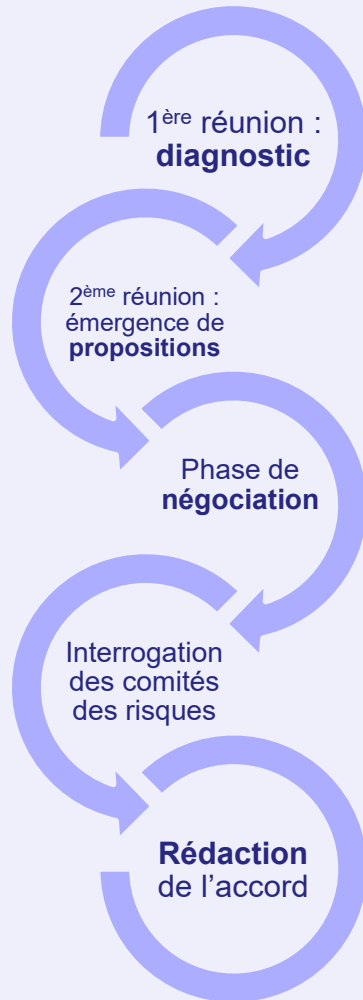 1ère réunion :
diagnostic
2ème réunion :
émergence de
propositions
Phase de
négociation
Interrogation
des comités
des risques
Rédaction
de l'accord